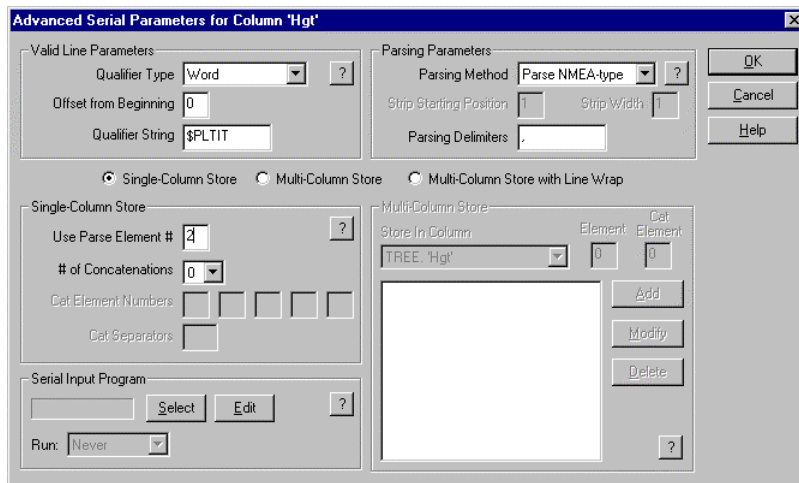 Advanced Serial Parameters for Column 'Hgt'
Valid Line Parameters
Qualifier Type Word ?
Offset from Beginning 0
Qualifier String $PLTIT
Parsing Parameters
Parsing Method Parse NMEA-type ?
Strip Starting Position 1 Strip Width 1
Parsing Delimiters ,
OK
Cancel
Help
Single-Column Store Multi-Column Store Multi-Column Store with Line Wrap
Single-Column Store
Use Parse Element # 2 ?
# of Concatenations 0
Cat Element Numbers
Cat Separators
Serial Input Program
Select Edit ?
Run: Never
Multi-Column Store
Store In Column Element Cat Element
TREE. 'Hgt' 0 0
Add
Modify
Delete
?